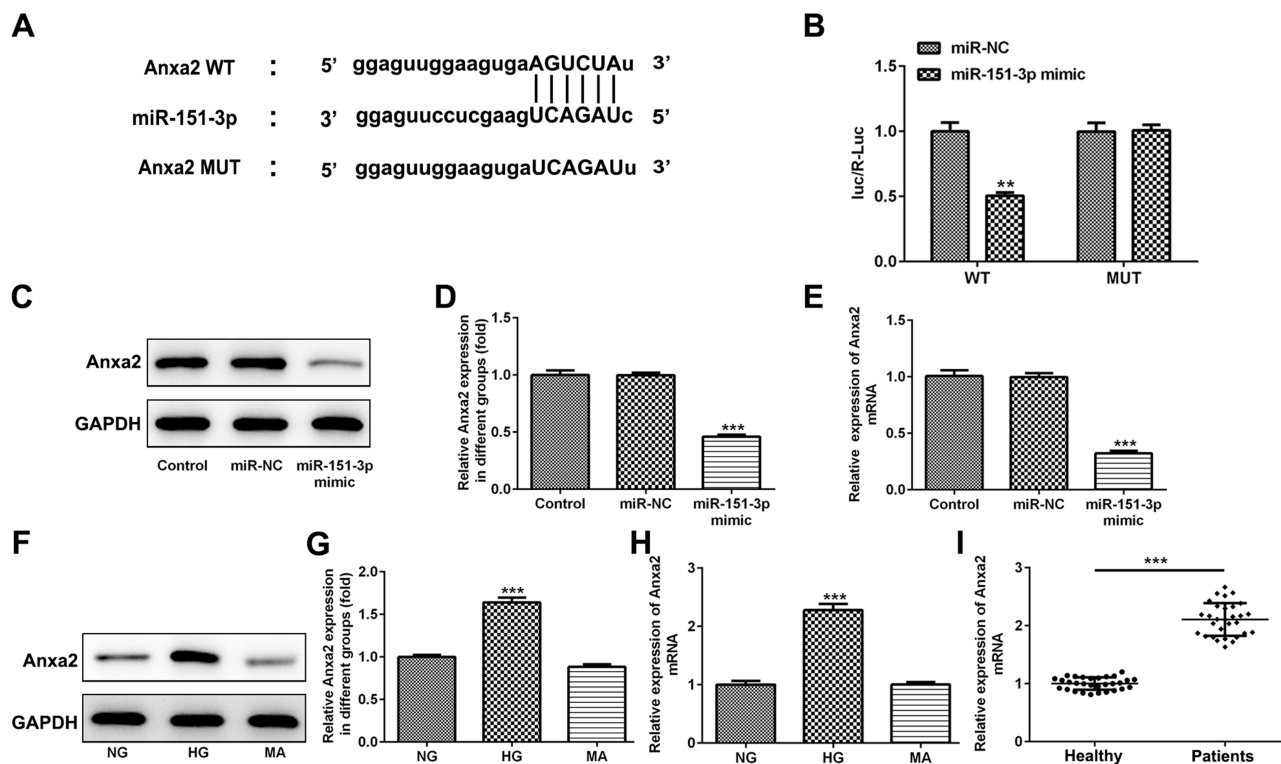 A
Anxa2 WT : 5’ ggaguuggaagugaAGUCUAu 3’
miR-151-3p : 3’ ggaguuccucgaagUCAGAUc 5’
Anxa2 MUT : 5’ ggaguuggaagugaUCAGAUu 3’
B
miR-NC
miR-151-3p mimic
luc/R-Luc
1.5
1.0
0.5
0.0
**
WT MUT
C
Anxa2
GAPDH
Control miR-NC miR-151-3p
mimic
D
Relative Anxa2 expression
in different groups (fold)
1.5
1.0
0.5
0.0
***
Control miR-NC miR-151-3p
mimic
E
Relative expression of Anxa2
mRNA
1.5
1.0
0.5
0.0
***
Control miR-NC miR-151-3p
mimic
F
Anxa2
GAPDH
NG HG MA
G
Relative Anxa2 expression
in different groups (fold)
2.0
1.5
1.0
0.5
0.0
***
NG HG MA
H
Relative expression of Anxa2
mRNA
3
2
1
0
***
NG HG MA
I
Relative expression of Anxa2
mRNA
3
2
1
0
***
Healthy Patients